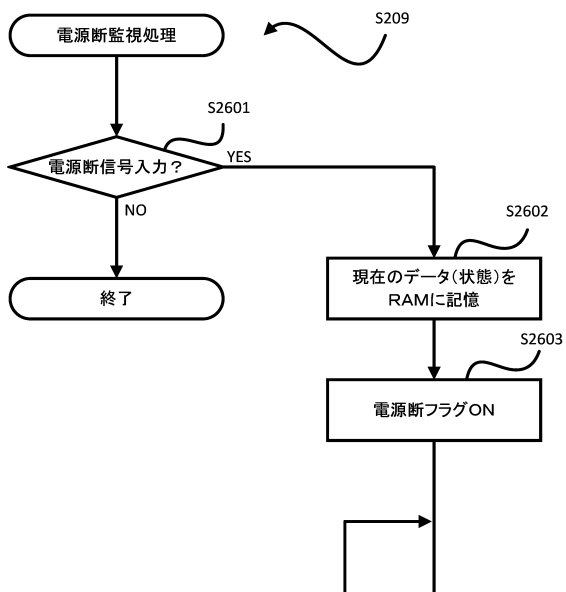 電源断監視処理
S209
S2601
電源断信号入力？
YES
NO
終了
S2602
現在のデータ（状態）を
ＲＡＭに記憶
S2603
電源断フラグＯＮ